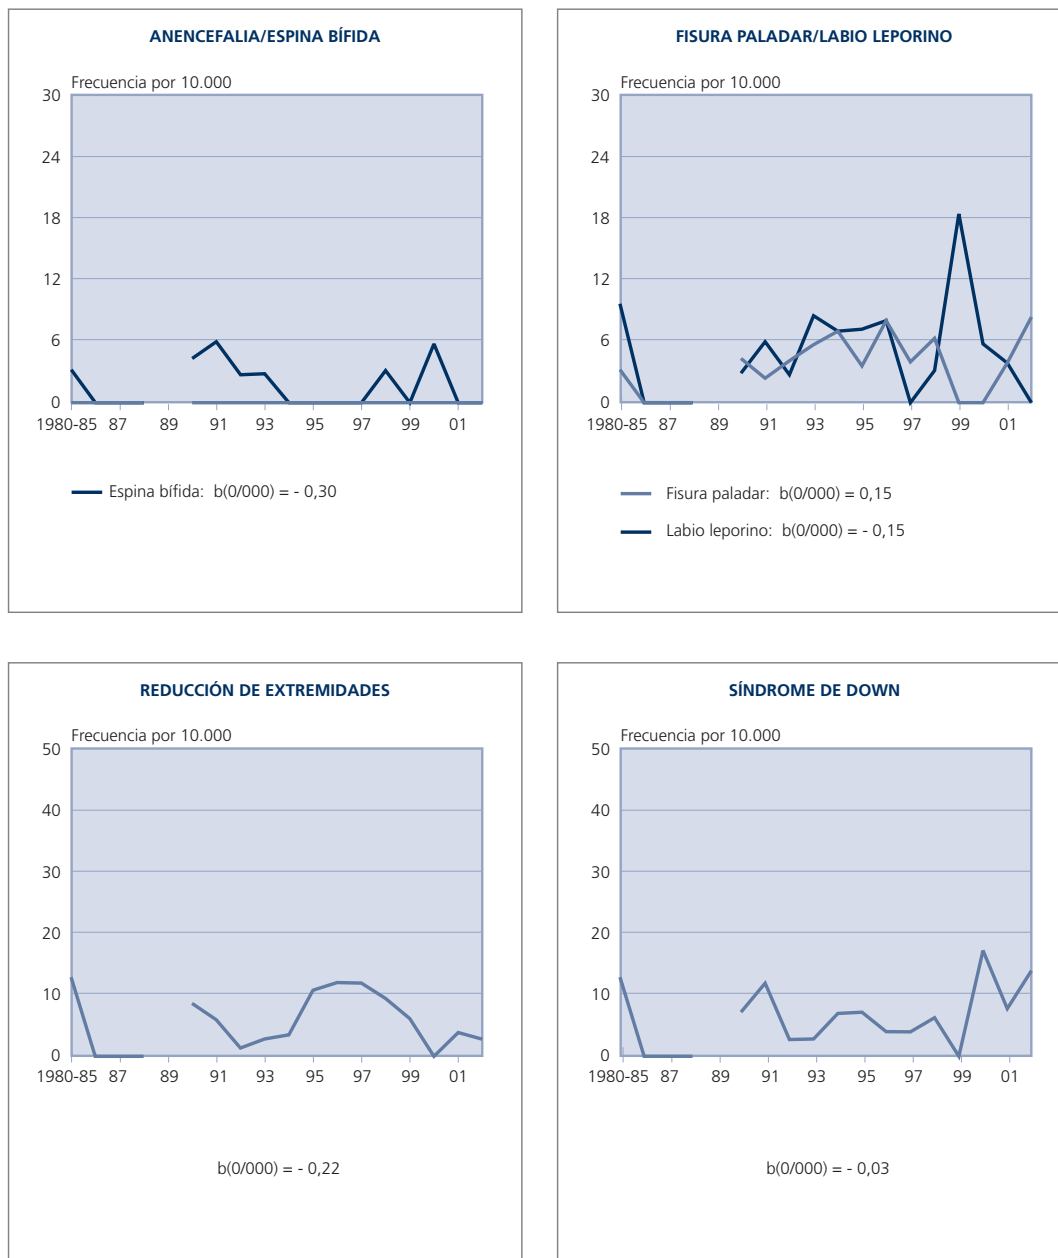 ANENCEFALIA/ESPINA BÍFIDA
Frecuencia por 10.000
30
24
18
12
6
0
1980-85 87 89 91 93 95 97 99 01
Espina bífida: b(0/000) = - 0,30
FISURA PALADAR/LABIO LEPORINO
Frecuencia por 10.000
30
24
18
12
6
0
1980-85 87 89 91 93 95 97 99 01
Fisura paladar: b(0/000) = 0,15
Labio leporino: b(0/000) = - 0,15
REDUCCIÓN DE EXTREMIDADES
Frecuencia por 10.000
50
40
30
20
10
0
1980-85 87 89 91 93 95 97 99 01
b(0/000) = - 0,22
SÍNDROME DE DOWN
Frecuencia por 10.000
50
40
30
20
10
0
1980-85 87 89 91 93 95 97 99 01
b(0/000) = - 0,03